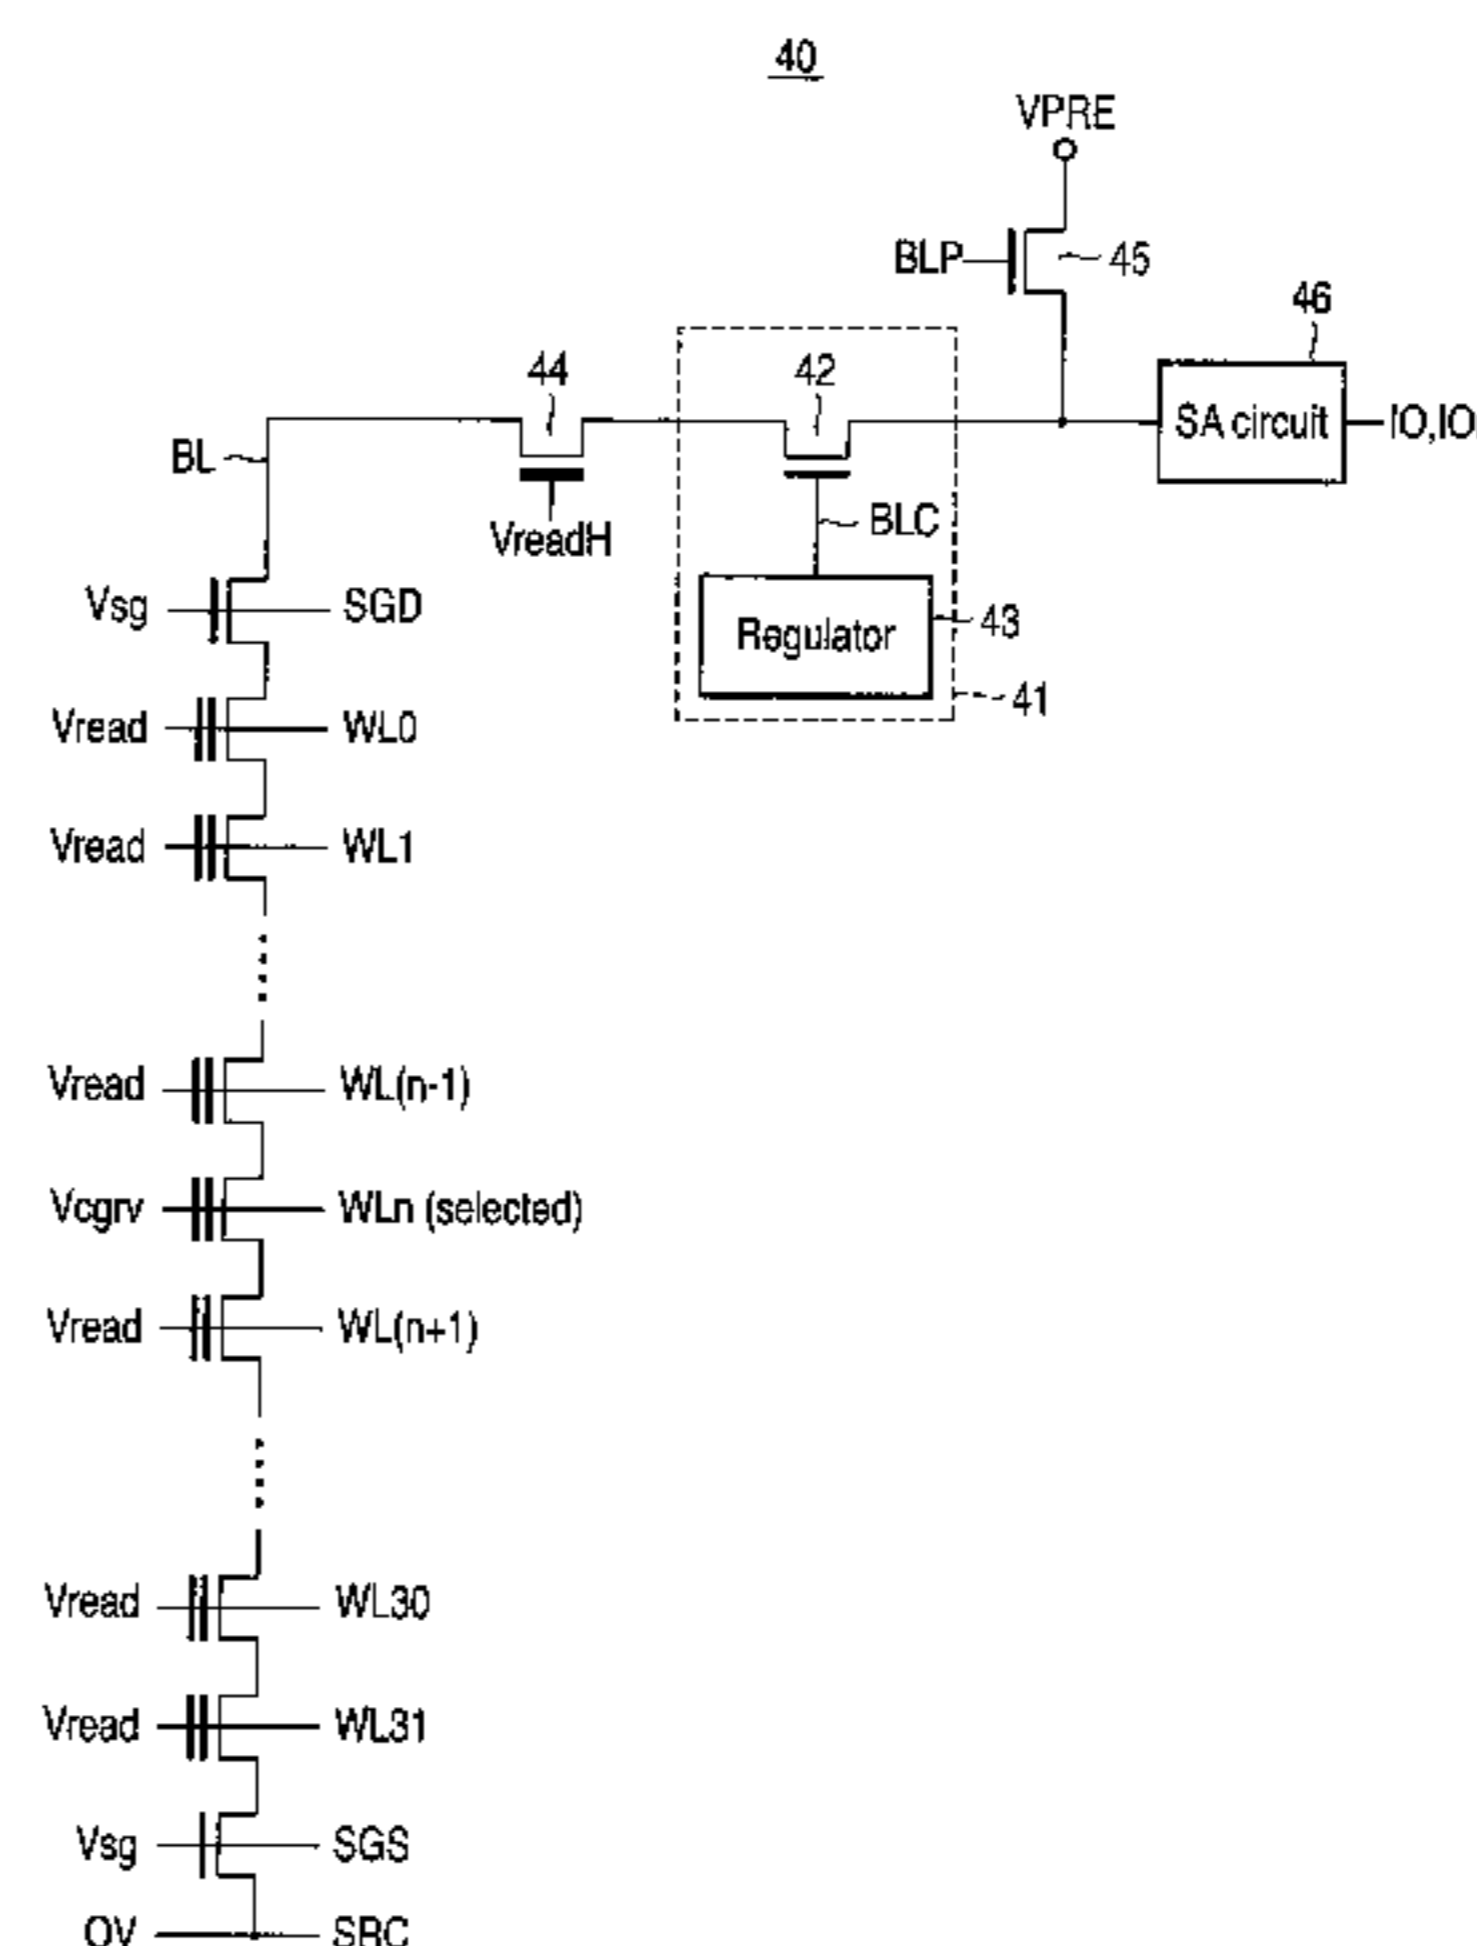 40
VPRE
BLP
45
46
44
42
SA circuit
IO,IO
BL
VreadH
BLC
Vsg SGD
Regulator
43
41
Vread WL0
Vread WL1
Vread WL(n-1)
Vcgrv WLn (selected)
Vread WL(n+1)
Vread WL30
Vread WL31
Vsg SGS
0V SRC